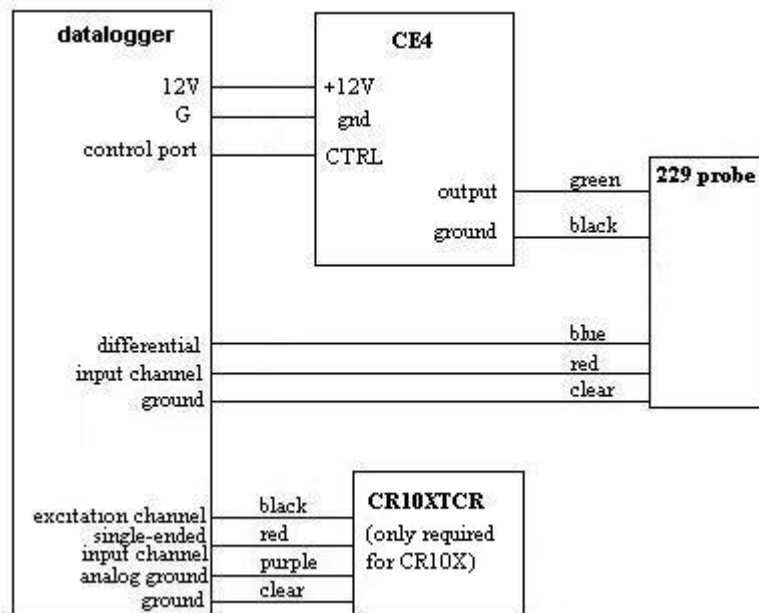 datalogger
12V
G
control port
CE4
+12V
gnd
CTRL
output
ground
green
black
229 probe
differential
input channel
ground
blue
red
clear
excitation channel
single-ended
input channel
analog ground
ground
black
red
purple
clear
CR10XTCR
(only required
for CR10X)